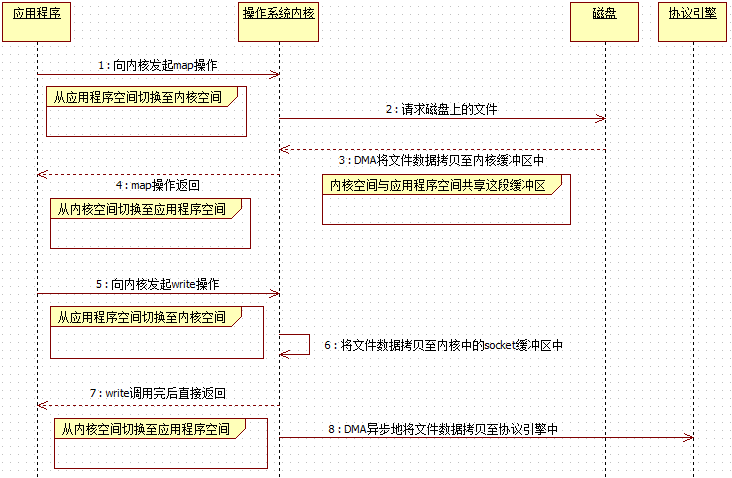 应用程序
操作系统内核
磁盘
协议引擎
1 : 向内核发起map操作
从应用程序空间切换至内核空间
2 : 请求磁盘上的文件
3 : DMA将文件数据拷贝至内核缓冲区中
4 : map操作返回
内核空间与应用程序空间共享这段缓冲区
从内核空间切换至应用程序空间
5 : 向内核发起write操作
从应用程序空间切换至内核空间
6 : 将文件数据拷贝至内核中的socket缓冲区中
7 : write调用完后直接返回
从内核空间切换至应用程序空间
8 : DMA异步地将文件数据拷贝至协议引擎中